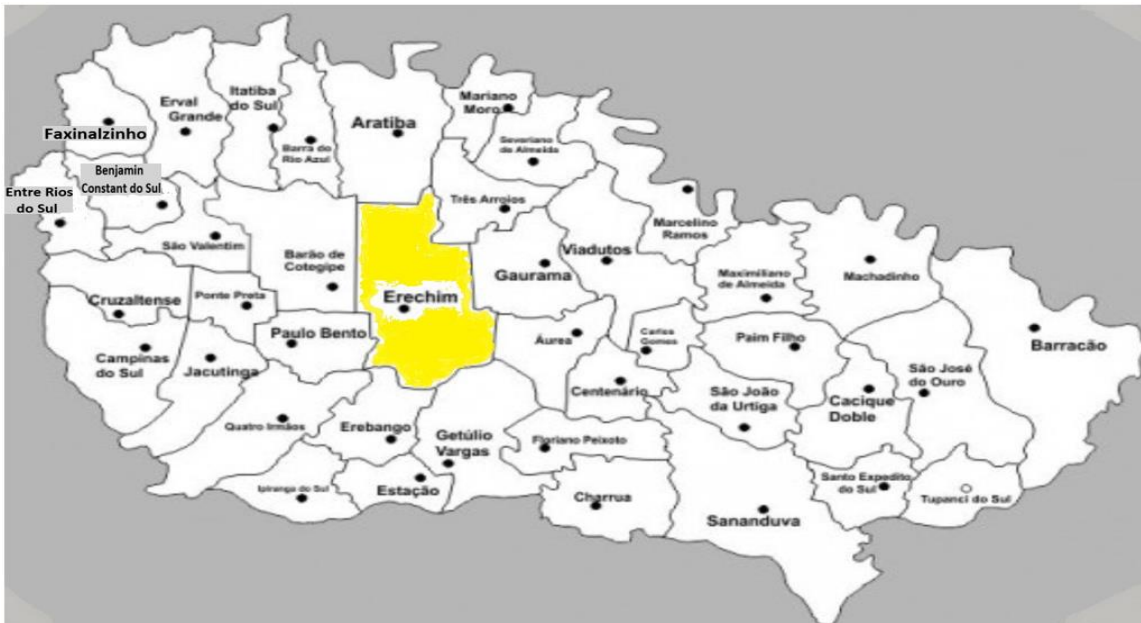 Faxinalzinho
Erval
Grande
Itatiba
do Sul
Barra do
Rio Azul
Aratiba
Mariano
Moro
Severiano
de Almeida
Benjamin
Constant do Sul
Entre Rios
do Sul
São Valentim
Barão de
Cotegipe
Três Arroios
Gaurama
Viadutos
Marcelino
Ramos
Maximiliano
de Almeida
Machadinho
Cruzaltense
Ponte Preta
Erechim
Paulo Bento
Campinas
do Sul
Jacutinga
Áurea
Carlos
Gomes
Paim Filho
Barracão
São José
do Ouro
Centenário
São João
da Urtiga
Cacique
Doble
Quatro Irmãos
Erebango
Getúlio
Vargas
Floriano Peixoto
Ipiranga do Sul
Estação
Charrua
Sananduva
Santo Expedito
do Sul
Tupanci do Sul